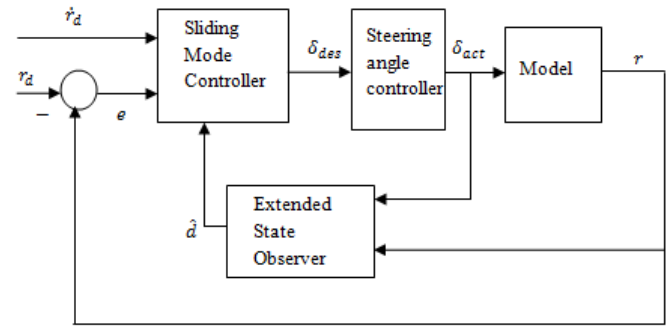 ṙ_d
Sliding
Mode
Controller
δ_des
Steering
angle
controller
δ_act
Model
r
r_d
−
e
d̂
Extended
State
Observer